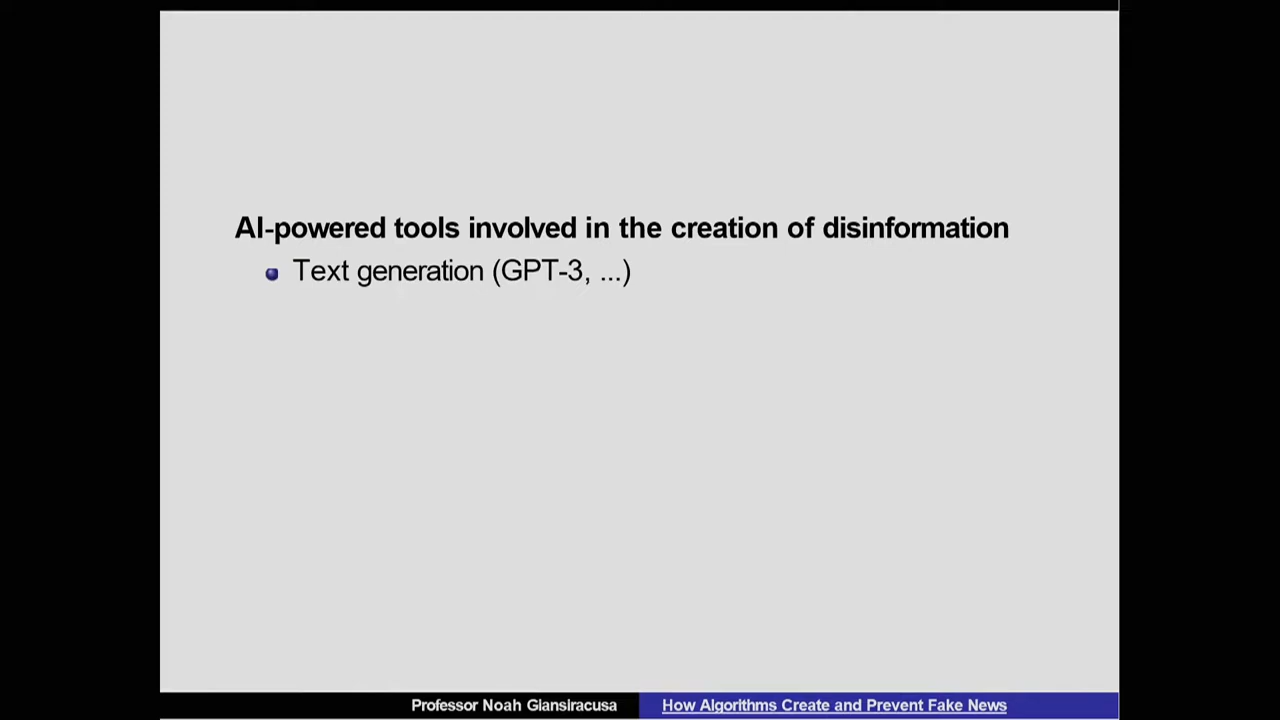 AI-powered tools involved in the creation of disinformation
Text generation (GPT-3, ...)
Professor Noah Giansiracusa
How Algorithms Create and Prevent Fake News